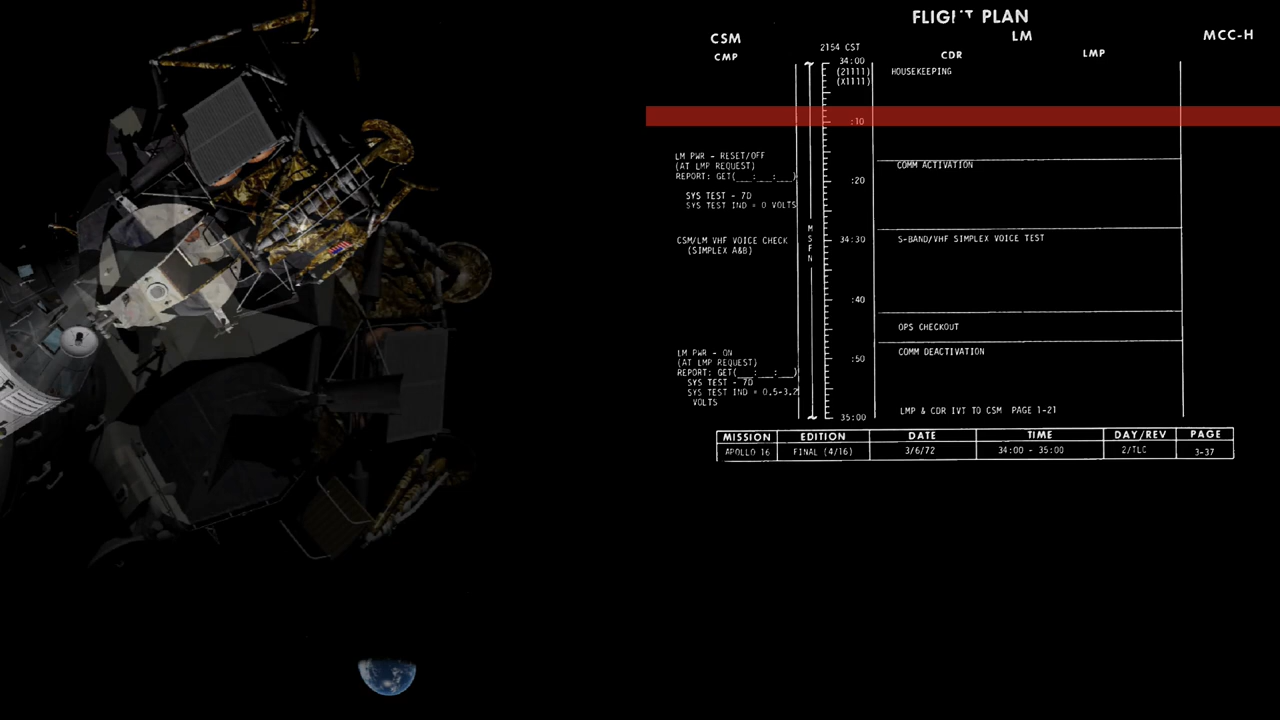 FLIGHT PLAN
CSM
LM
MCC-H
CMP
2154 CST
CDR
LMP
34:00
(21111)
(X1111)
HOUSEKEEPING
:10
LM PWR - RESET/OFF
(AT LMP REQUEST)
REPORT: GET(___:___:___)
COMM ACTIVATION
:20
SYS TEST - 7D
SYS TEST IND = 0 VOLTS
M
S
F
N
CSM/LM VHF VOICE CHECK
(SIMPLEX A&B)
34:30
S-BAND/VHF SIMPLEX VOICE TEST
:40
OPS CHECKOUT
LM PWR - ON
(AT LMP REQUEST)
REPORT: GET(___:___:___)
SYS TEST - 7D
SYS TEST IND = 0.5-3.2
VOLTS
:50
COMM DEACTIVATION
LMP & CDR IVT TO CSM PAGE 1-21
35:00
MISSION EDITION DATE TIME DAY/REV PAGE
APOLLO 16 FINAL (4/16) 3/6/72 34:00 - 35:00 2/TLC 3-37